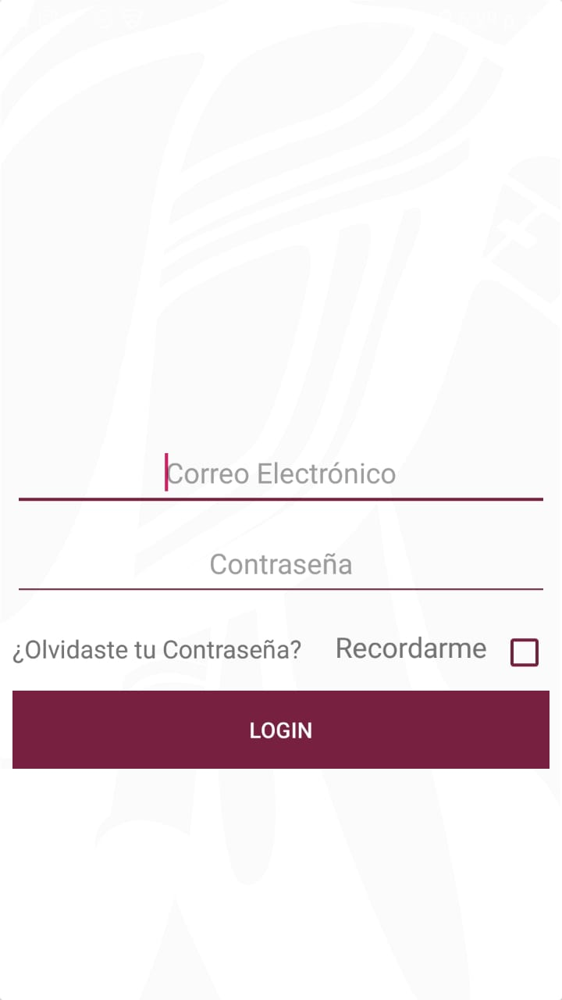 Correo Electrónico
Contraseña
¿Olvidaste tu Contraseña? Recordarme
LOGIN